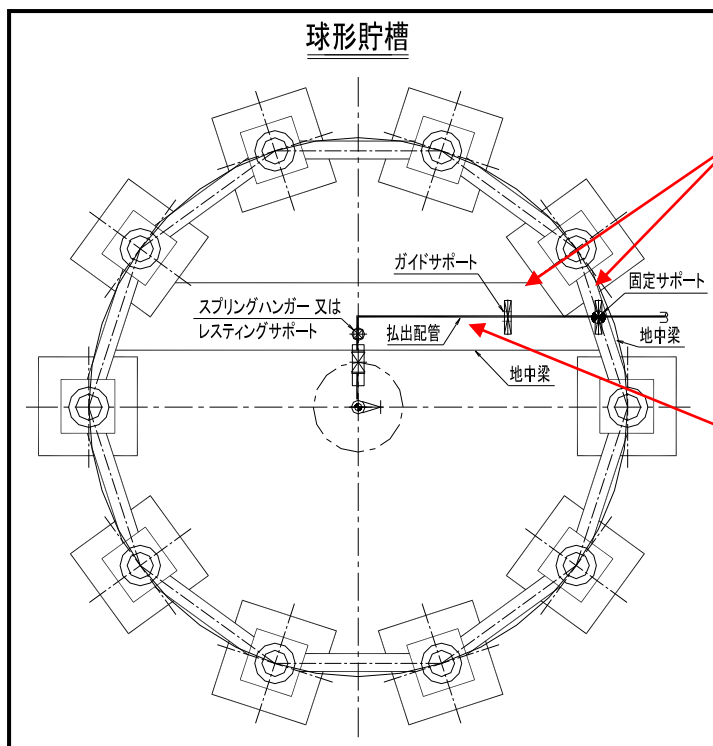 球形貯槽
ガイドサポート
固定サポート
スプリングハンガー 又は
レスティングサポート
払出配管
地中梁
地中梁